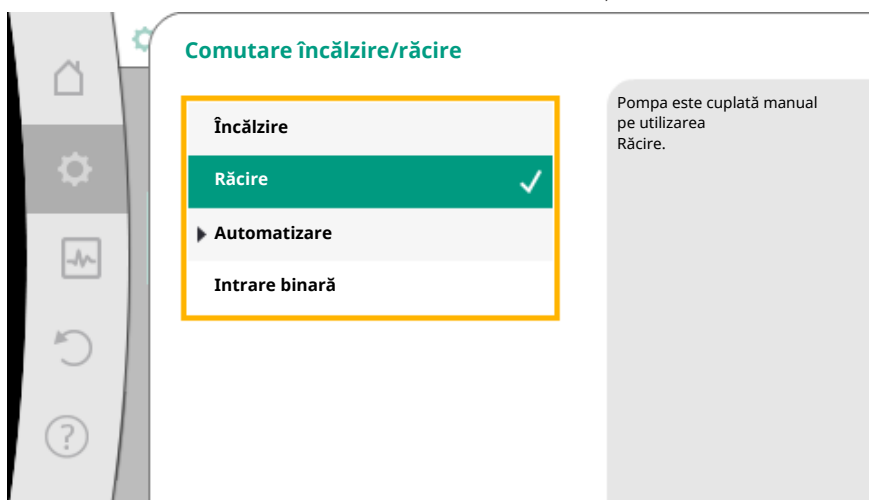 Comutare încălzire/răcire
Încălzire
Răcire
Automatizare
Intrare binară
Pompa este cuplată manual
pe utilizarea
Răcire.
?